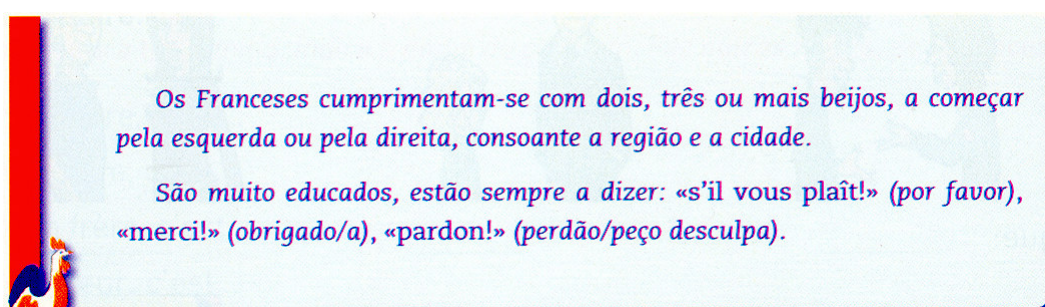 Os Franceses cumprimentam-se com dois, três ou mais beijos, a começar
pela esquerda ou pela direita, consoante a região e a cidade.
São muito educados, estão sempre a dizer: «s'il vous plaît!» (por favor),
«merci!» (obrigado/a), «pardon!» (perdão/peço desculpa).